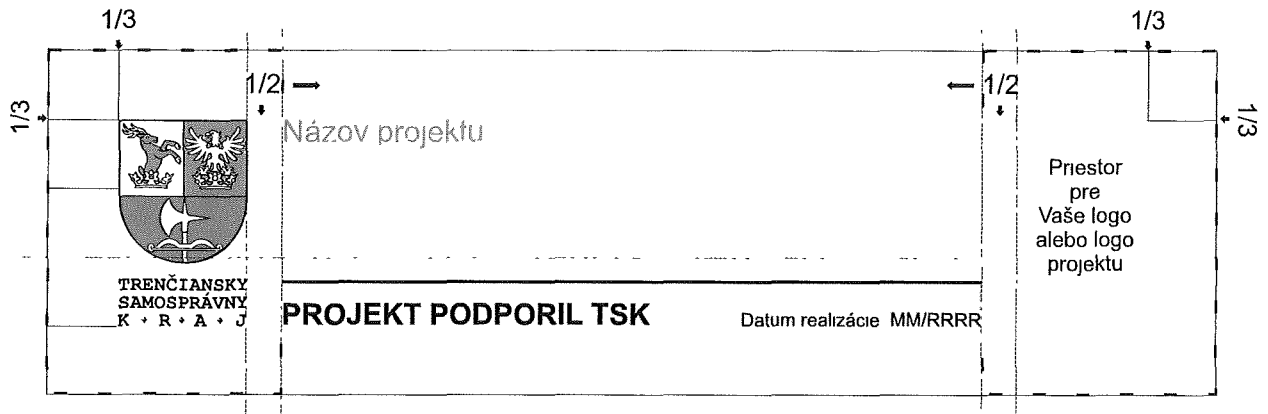 1/3
1/3
1/2
1/2
1/3
Názov projektu
1/3
Priestor
pre
Vaše logo
alebo logo
projektu
TRENČIANSKY
SAMOSPRÁVNY
K + R + A + J
PROJEKT PODPORIL TSK
Datum realizácie MM/RRRR